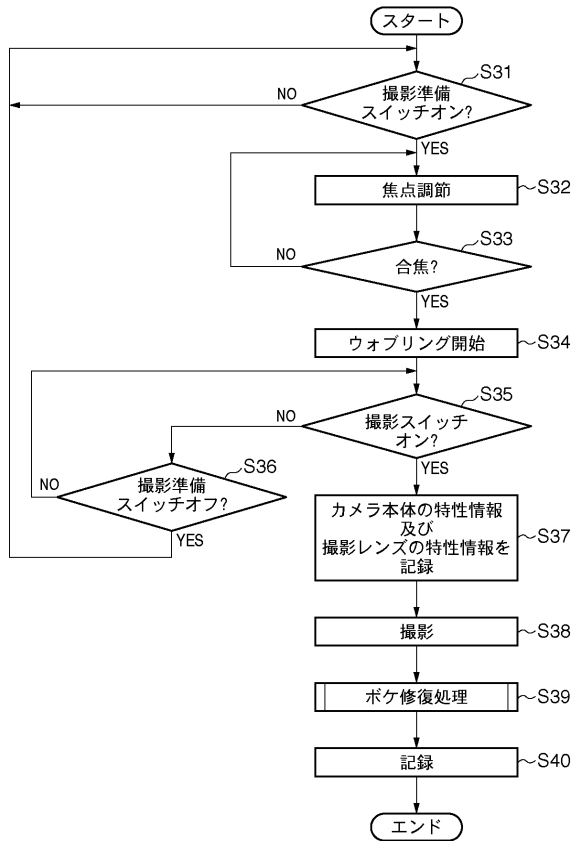 スタート
S31
撮影準備
スイッチオン?
NO
YES
焦点調節
S32
S33
合焦?
NO
YES
ウォブリング開始
S34
S35
撮影スイッチ
オン?
NO
YES
S36
撮影準備
スイッチオフ?
NO
YES
カメラ本体の特性情報
及び
撮影レンズの特性情報を
記録
S37
撮影
S38
ボケ修復処理
S39
記録
S40
エンド